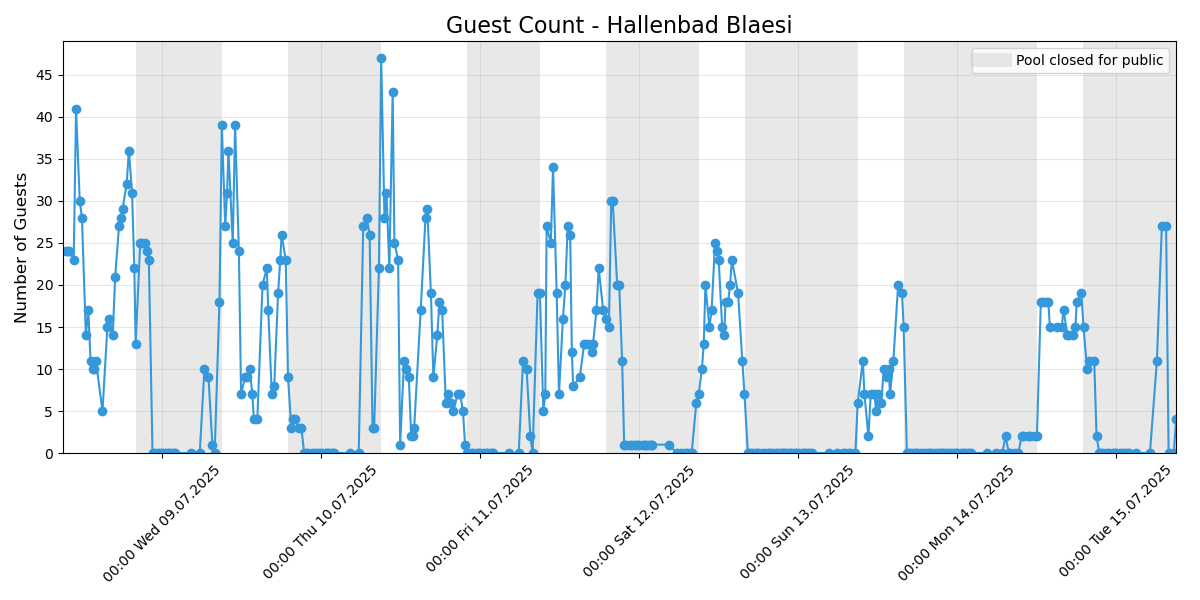 Guest Count - Hallenbad Blaesi
Pool closed for public
Number of Guests
45
40
35
30
25
20
15
10
5
0
00:00 Wed 09.07.2025
00:00 Thu 10.07.2025
00:00 Fri 11.07.2025
00:00 Sat 12.07.2025
00:00 Sun 13.07.2025
00:00 Mon 14.07.2025
00:00 Tue 15.07.2025